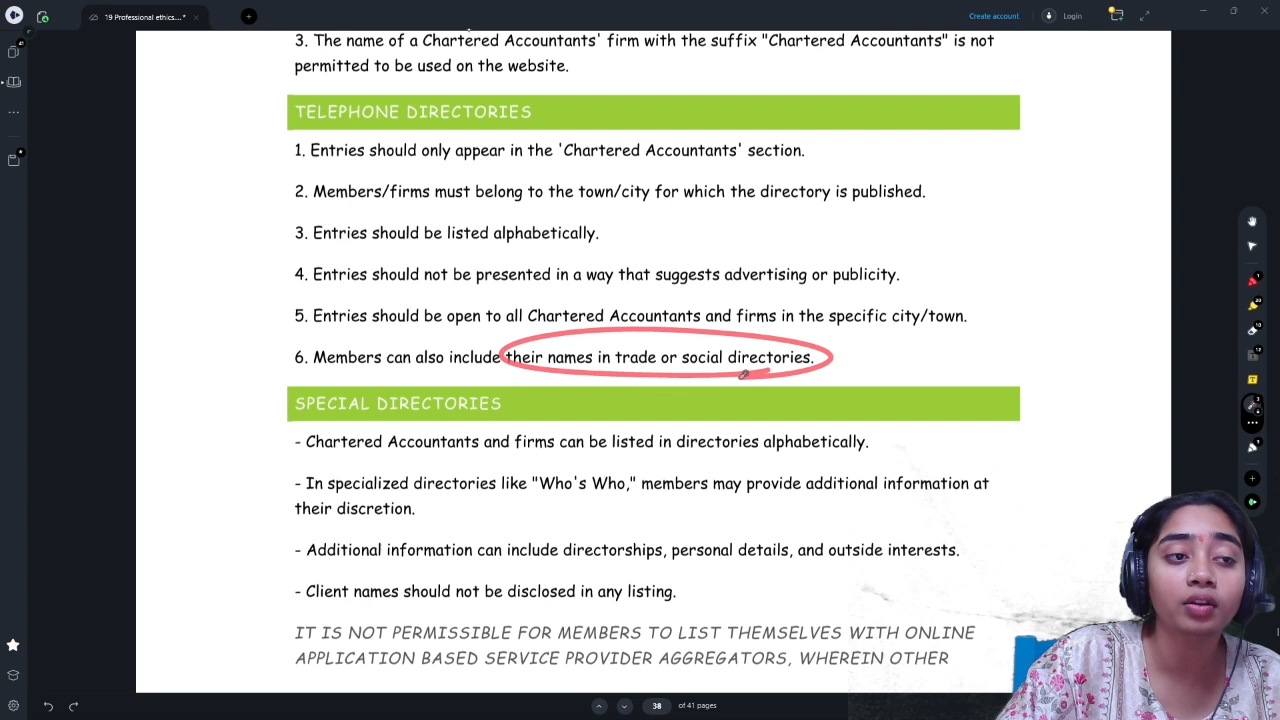 19 Professional ethics....*
Create account
Login
3. The name of a Chartered Accountants' firm with the suffix "Chartered Accountants" is not
permitted to be used on the website.
TELEPHONE DIRECTORIES
1. Entries should only appear in the 'Chartered Accountants' section.
2. Members/firms must belong to the town/city for which the directory is published.
3. Entries should be listed alphabetically.
4. Entries should not be presented in a way that suggests advertising or publicity.
5. Entries should be open to all Chartered Accountants and firms in the specific city/town.
6. Members can also include their names in trade or social directories.
SPECIAL DIRECTORIES
- Chartered Accountants and firms can be listed in directories alphabetically.
- In specialized directories like "Who's Who," members may provide additional information at
their discretion.
- Additional information can include directorships, personal details, and outside interests.
- Client names should not be disclosed in any listing.
IT IS NOT PERMISSIBLE FOR MEMBERS TO LIST THEMSELVES WITH ONLINE
APPLICATION BASED SERVICE PROVIDER AGGREGATORS, WHEREIN OTHER
38 of 41 pages